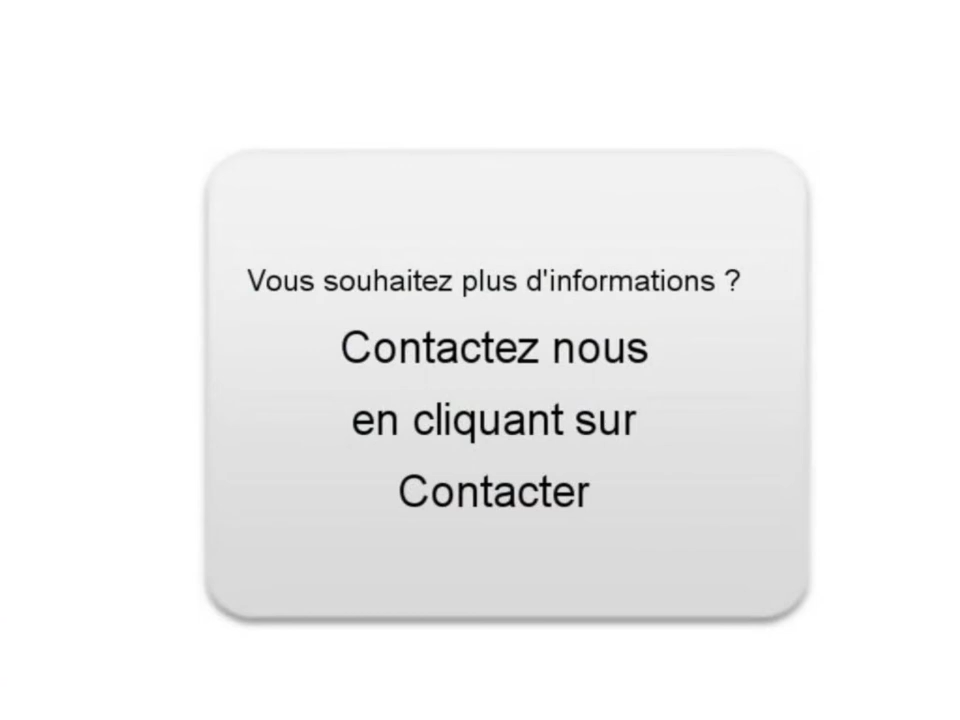 Vous souhaitez plus d'informations ?
Contactez nous
en cliquant sur
Contacter